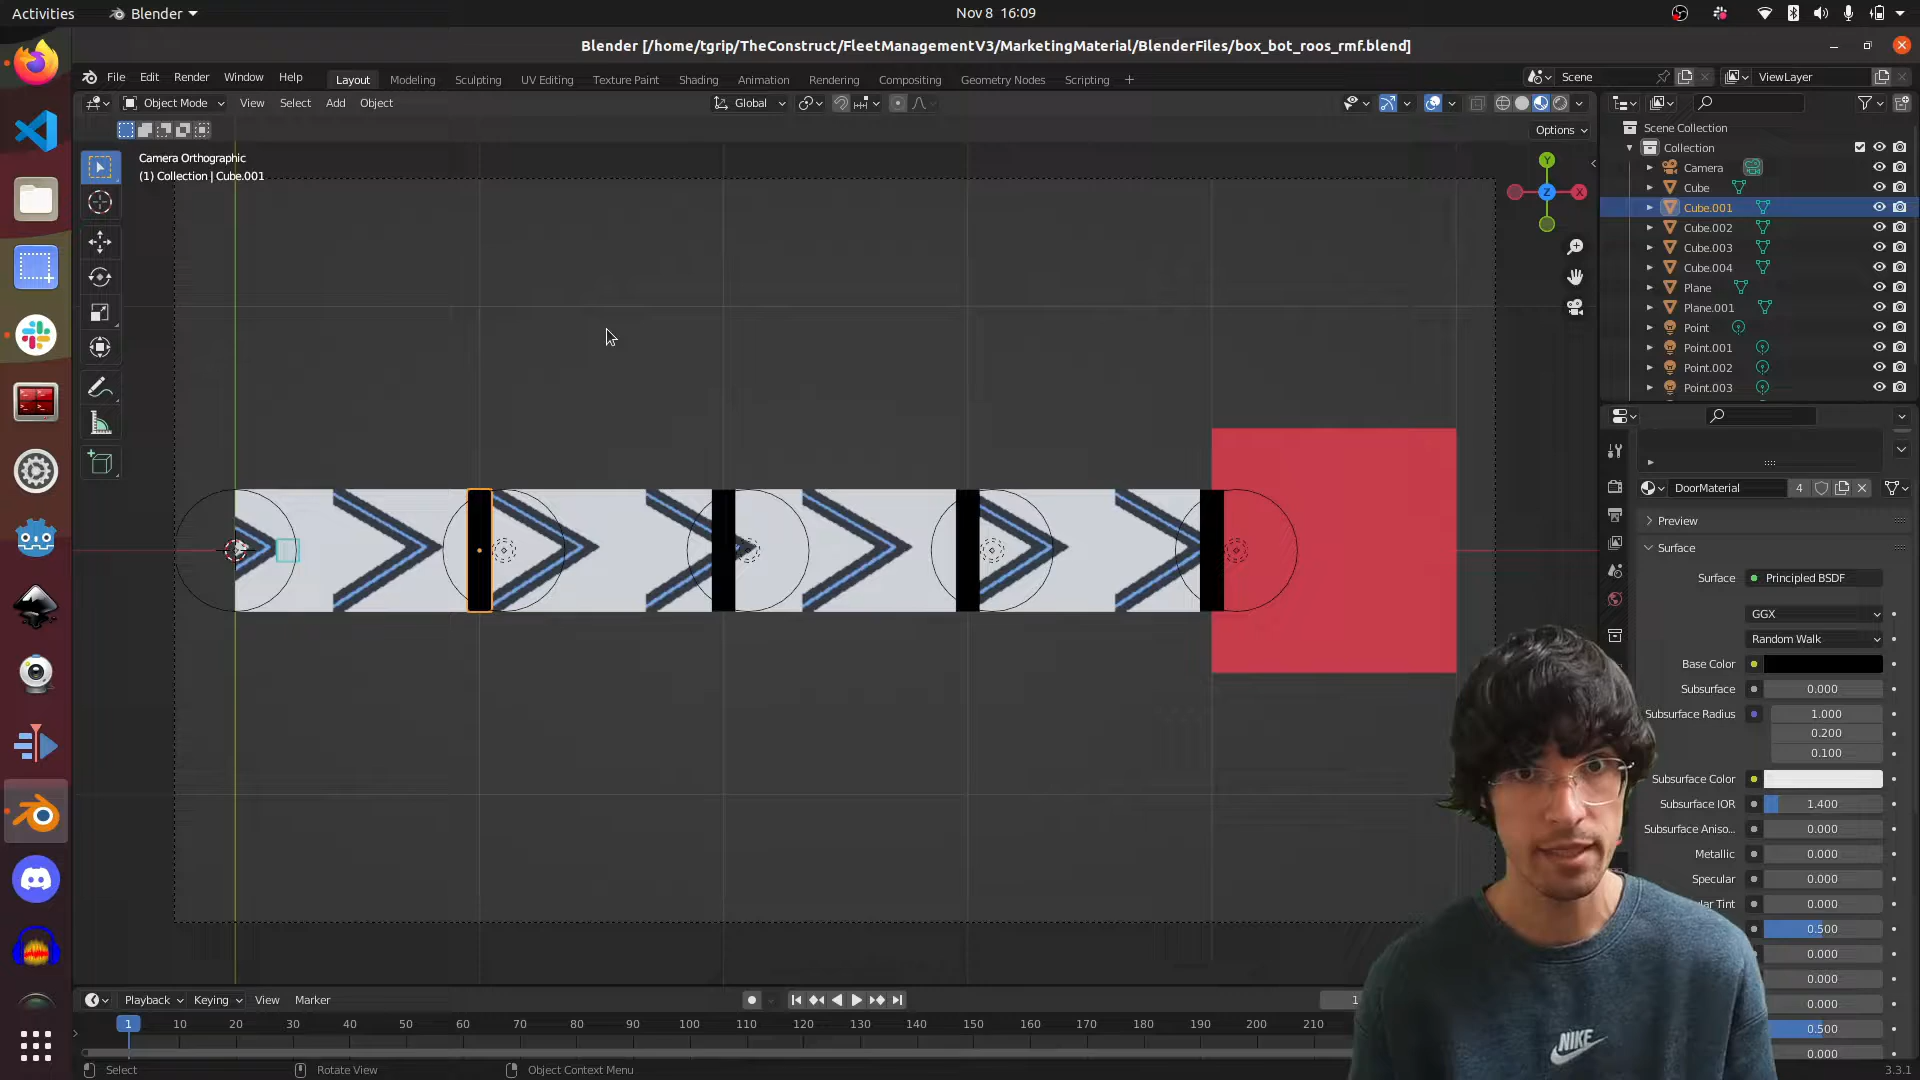 Activities
Blender
Nov 8 16:09
Blender [/home/tgrip/TheConstruct/FleetManagementV3/MarketingMaterial/BlenderFiles/box_bot_roos_rmf.blend]
File Edit Render Window Help
Layout Modeling Sculpting UV Editing Texture Paint Shading Animation Rendering Compositing Geometry Nodes Scripting +
Scene
ViewLayer
Object Mode View Select Add Object
Global
Options
Camera Orthographic
(1) Collection | Cube.001
Y
Z
X
Scene Collection
Collection
Camera
Cube
Cube.001
Cube.002
Cube.003
Cube.004
Plane
Plane.001
Point
Point.001
Point.002
Point.003
DoorMaterial 4
Preview
Surface
Surface Principled BSDF
GGX
Random Walk
Base Color
Subsurface 0.000
Subsurface Radius 1.000
0.200
0.100
Subsurface Color
Subsurface IOR 1.400
Subsurface Aniso... 0.000
Metallic 0.000
Specular 0.000
Tint 0.000
0.500
0.000
0.000
0.000
0.500
0.000
NIKE
Playback Keying View Marker
1
1 10 20 30 40 50 60 70 80 90 100 110 120 130 140 150 160 170 180 190 200 210
Select
Rotate View
Object Context Menu
3.3.1